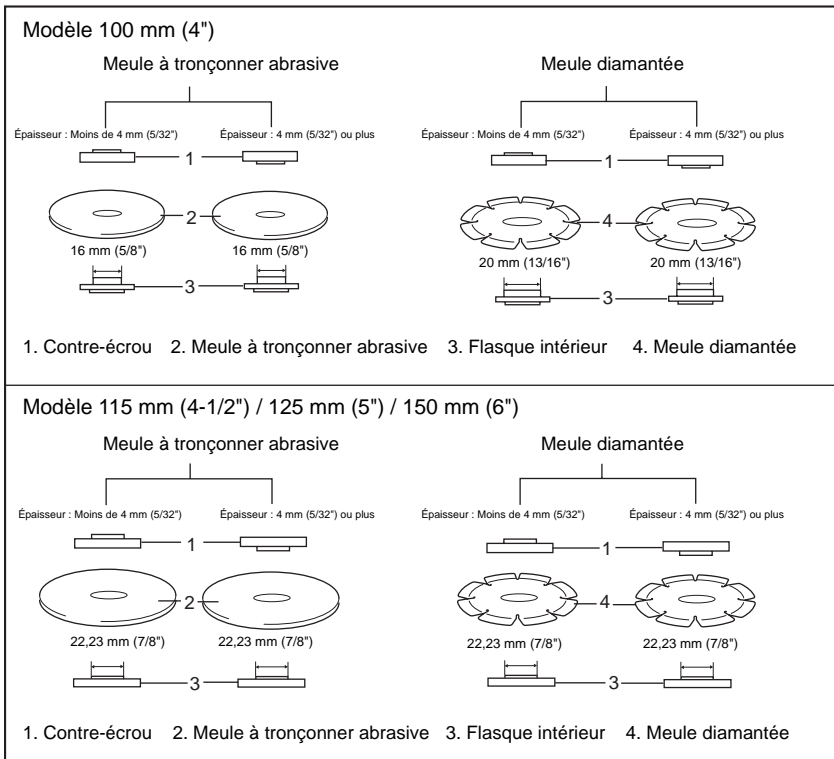 Modèle 100 mm (4")
Meule à tronçonner abrasive
Meule diamantée
Épaisseur : Moins de 4 mm (5/32")
Épaisseur : 4 mm (5/32") ou plus
Épaisseur : Moins de 4 mm (5/32")
Épaisseur : 4 mm (5/32") ou plus
1
1
2
4
16 mm (5/8")
16 mm (5/8")
20 mm (13/16")
20 mm (13/16")
3
3
1. Contre-écrou 2. Meule à tronçonner abrasive 3. Flasque intérieur 4. Meule diamantée
Modèle 115 mm (4-1/2") / 125 mm (5") / 150 mm (6")
Meule à tronçonner abrasive
Meule diamantée
Épaisseur : Moins de 4 mm (5/32")
Épaisseur : 4 mm (5/32") ou plus
Épaisseur : Moins de 4 mm (5/32")
Épaisseur : 4 mm (5/32") ou plus
1
1
2
4
22,23 mm (7/8")
22,23 mm (7/8")
22,23 mm (7/8")
22,23 mm (7/8")
3
3
1. Contre-écrou 2. Meule à tronçonner abrasive 3. Flasque intérieur 4. Meule diamantée